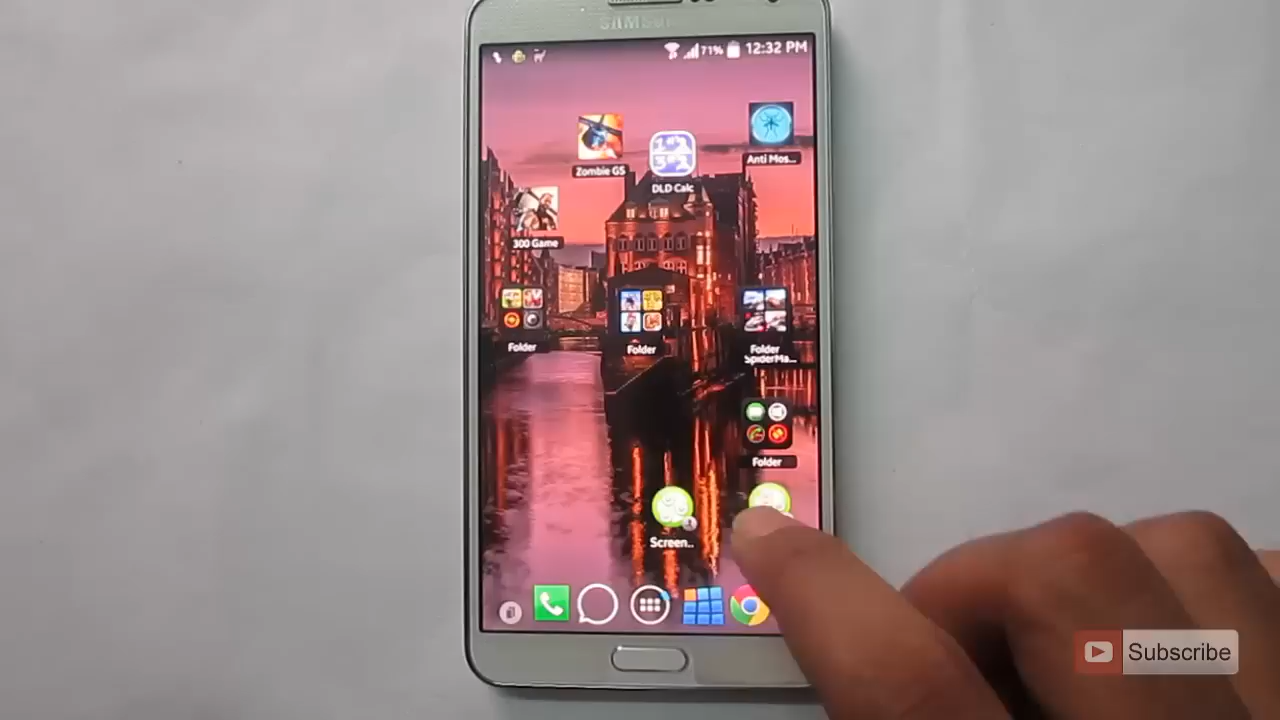 SAMSUNG
71% 12:32 PM
Zombie GS
DLD Calc
Anti Mos...
300 Game
Folder
Folder
Folder
SpiderMa...
Folder
Screen..
Subscribe